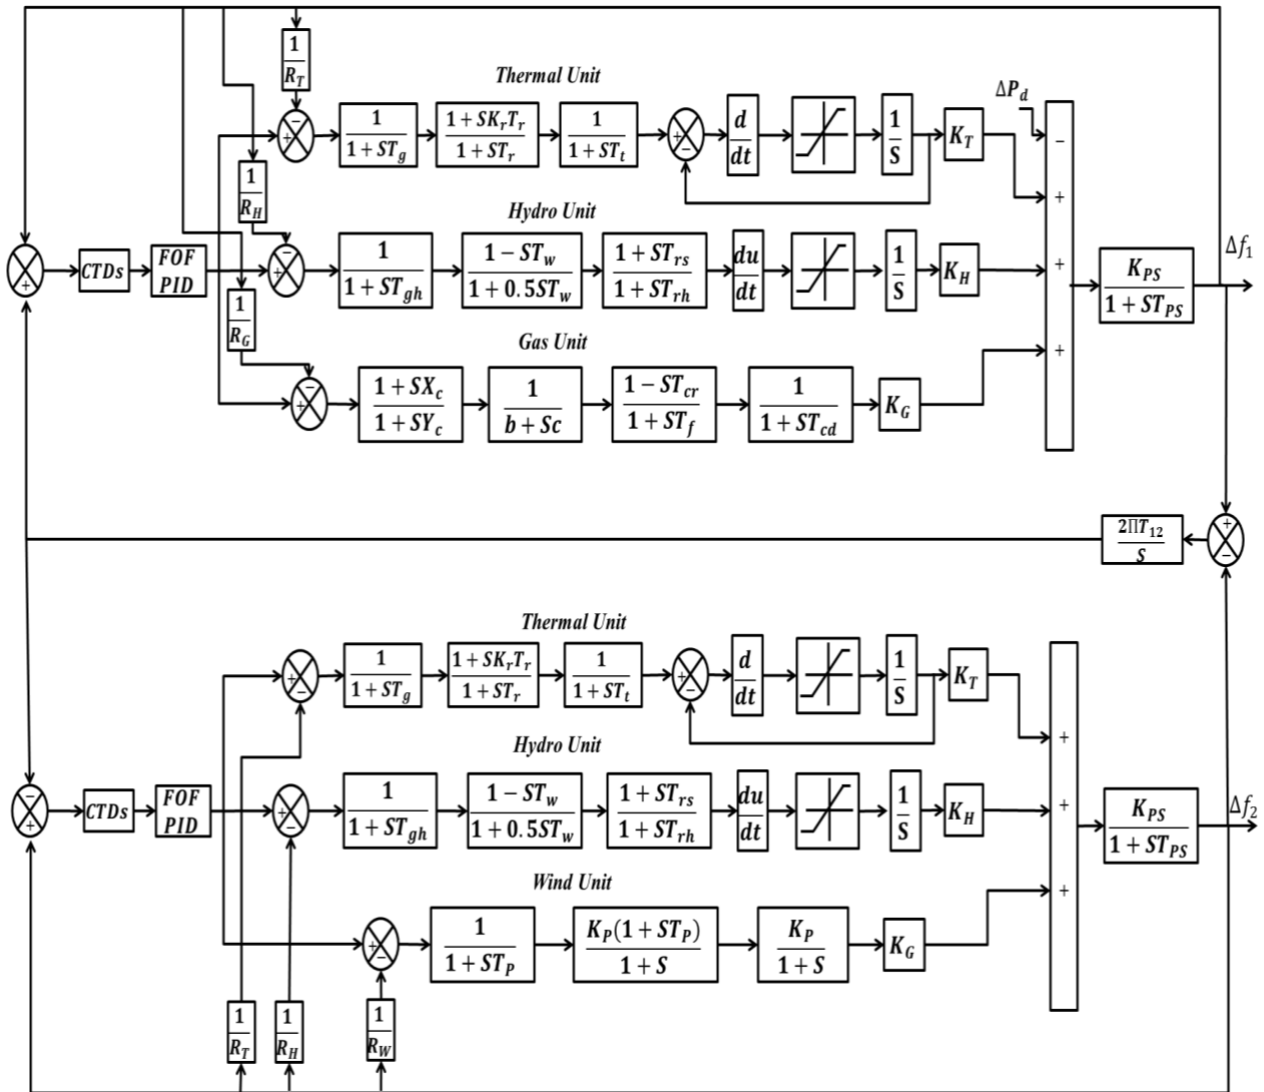 1
R_T
Thermal Unit
ΔP_d
1
1 + ST_g
1 + SK_rT_r
1 + ST_r
1
1 + ST_t
+
−
d
dt
1
S
K_T
−
+
1
R_H
Hydro Unit
+
CTDs
FOF
PID
−
1
1 + ST_gh
1 − ST_w
1 + 0.5ST_w
1 + ST_rs
1 + ST_rh
du
dt
1
S
K_H
+
K_PS
1 + ST_PS
Δf_1
1
R_G
Gas Unit
+
−
+
1 + SX_c
1 + SY_c
1
b + Sc
1 − ST_cr
1 + ST_f
1
1 + ST_cd
K_G
2ΠT_12
S
+
−
Thermal Unit
+
−
1
1 + ST_g
1 + SK_rT_r
1 + ST_r
1
1 + ST_t
+
−
d
dt
1
S
K_T
+
Hydro Unit
−
+
CTDs
FOF
PID
+
−
1
1 + ST_gh
1 − ST_w
1 + 0.5ST_w
1 + ST_rs
1 + ST_rh
du
dt
1
S
K_H
+
K_PS
1 + ST_PS
Δf_2
Wind Unit
+
−
1
1 + ST_P
K_P(1 + ST_P)
1 + S
K_P
1 + S
K_G
+
1
R_T
1
R_H
1
R_W